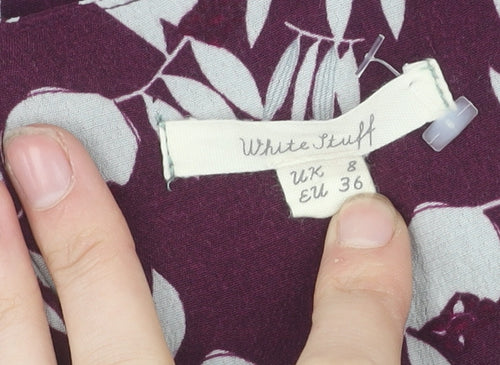 White Stuff
UK 8
EU 36